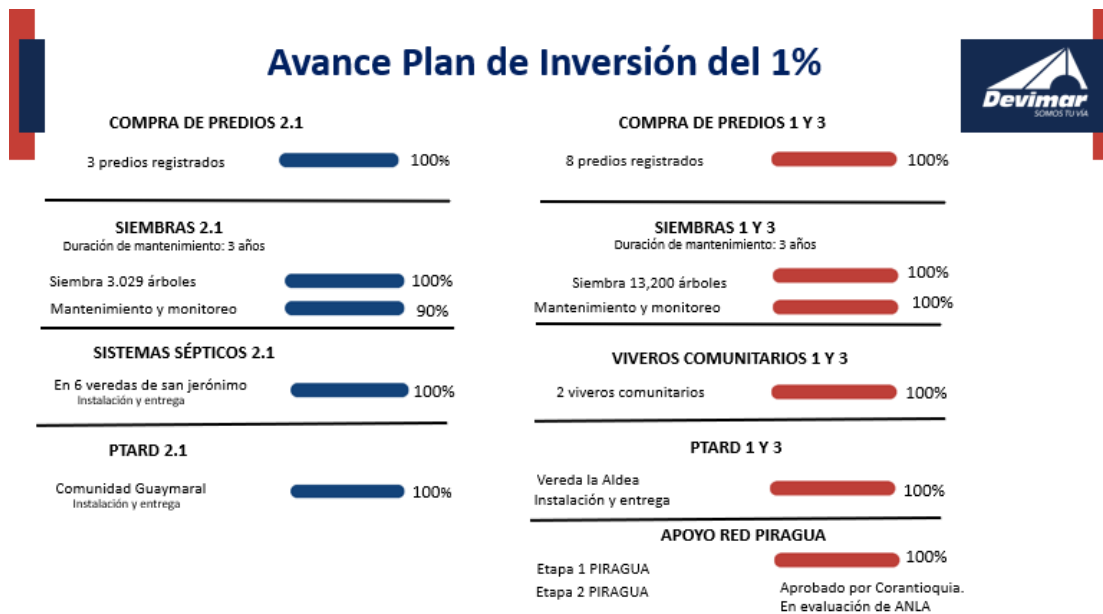 Avance Plan de Inversión del 1%
Devimar
SOMOS TU VÍA
COMPRA DE PREDIOS 2.1
3 predios registrados
100%
SIEMBRAS 2.1
Duración de mantenimiento: 3 años
Siembra 3.029 árboles
100%
Mantenimiento y monitoreo
90%
SISTEMAS SÉPTICOS 2.1
En 6 veredas de san jerónimo
Instalación y entrega
100%
PTARD 2.1
Comunidad Guaymaral
Instalación y entrega
100%
COMPRA DE PREDIOS 1 Y 3
8 predios registrados
100%
SIEMBRAS 1 Y 3
Duración de mantenimiento: 3 años
Siembra 13,200 árboles
100%
Mantenimiento y monitoreo
100%
VIVEROS COMUNITARIOS 1 Y 3
2 viveros comunitarios
100%
PTARD 1 Y 3
Vereda la Aldea
Instalación y entrega
100%
APOYO RED PIRAGUA
100%
Etapa 1 PIRAGUA
Etapa 2 PIRAGUA
Aprobado por Corantioquia.
En evaluación de ANLA